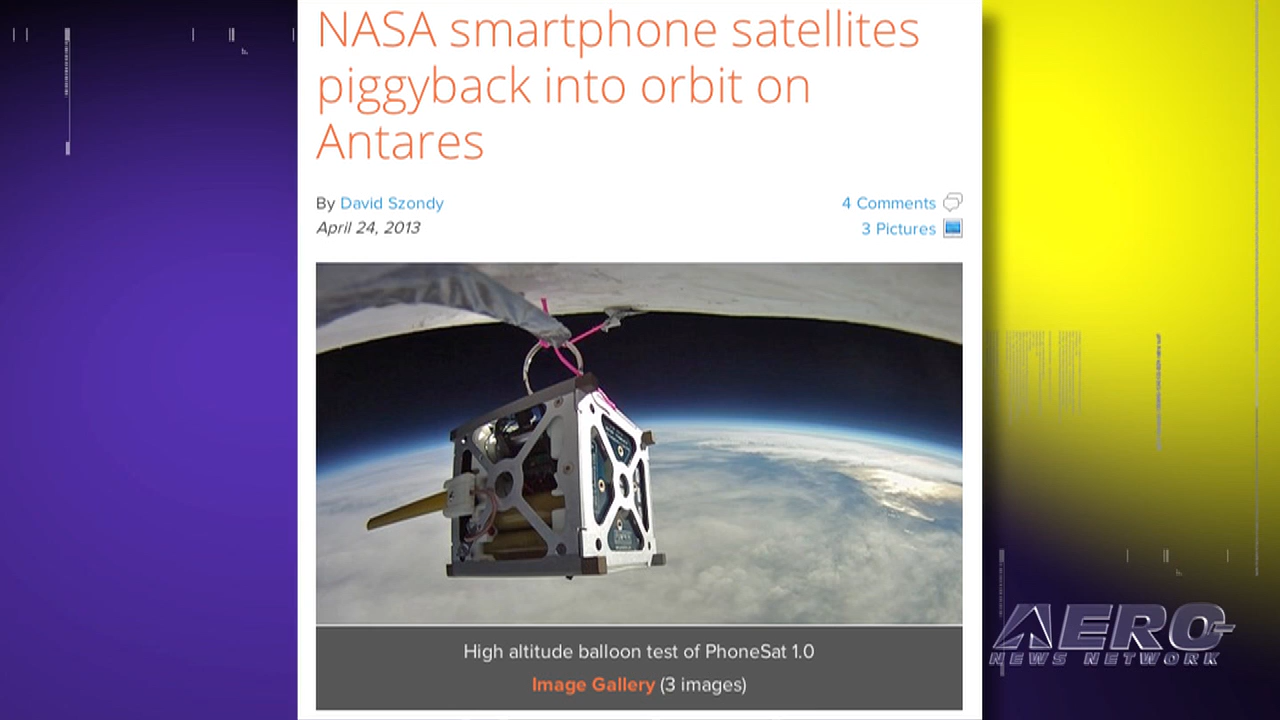 NASA smartphone satellites
piggyback into orbit on
Antares
By David Szondy
4 Comments
April 24, 2013
3 Pictures
High altitude balloon test of PhoneSat 1.0
Image Gallery (3 images)
AERO-
NEWS NETWORK